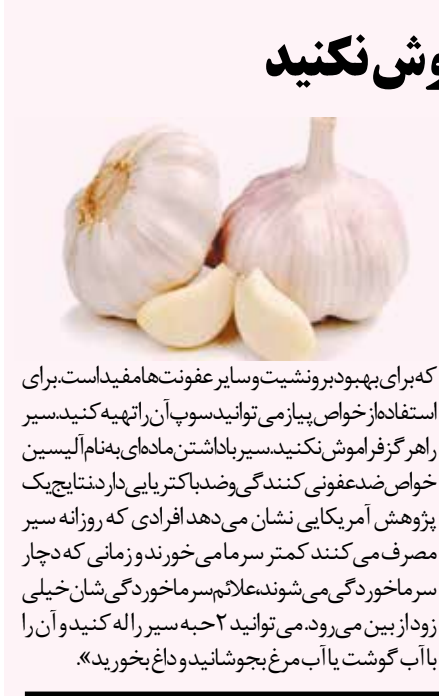 نکنید
که برای بهبود برونشیت و سایر عفونت‌ها مفید است. برای
استفاده از خواص پیاز می‌توانید سوپ آن را تهیه کنید. سیر
را هرگز فراموش نکنید. سیر با داشتن ماده‌ای به نام آلیسین
خواص ضدعفونی کنندگی و ضدباکتریایی دارد. نتایج یک
پژوهش آمریکایی نشان می‌دهد افرادی که روزانه سیر
مصرف می‌کنند کمتر سرما می‌خورند و زمانی که دچار
سرماخوردگی می‌شوند، علائم سرماخوردگی‌شان خیلی
زود از بین می‌رود. می‌توانید ۲ حبه سیر را له کنید و آن را
با آب گوشت یا آب مرغ بجوشانید و داغ بخورید».